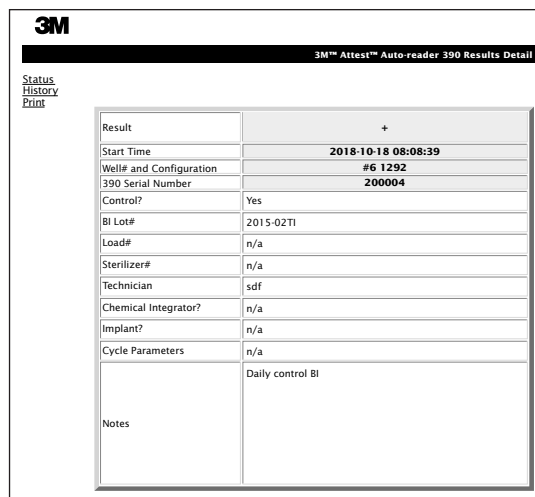 3M
3M™ Attest™ Auto-reader 390 Results Detail
Status
History
Print
Result +
Start Time 2018-10-18 08:08:39
Well# and Configuration #6 1292
390 Serial Number 200004
Control? Yes
BI Lot# 2015-02TI
Load# n/a
Sterilizer# n/a
Technician sdf
Chemical Integrator? n/a
Implant? n/a
Cycle Parameters n/a
Notes Daily control BI